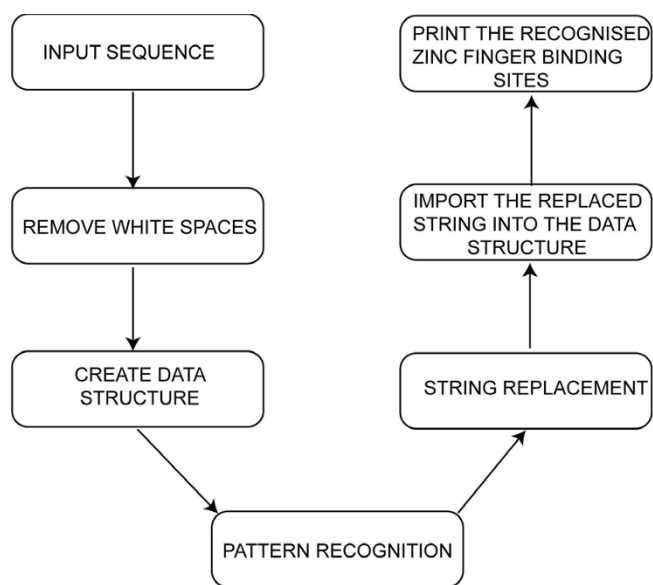 INPUT SEQUENCE
REMOVE WHITE SPACES
CREATE DATA
STRUCTURE
PATTERN RECOGNITION
STRING REPLACEMENT
IMPORT THE REPLACED
STRING INTO THE DATA
STRUCTURE
PRINT THE RECOGNISED
ZINC FINGER BINDING
SITES